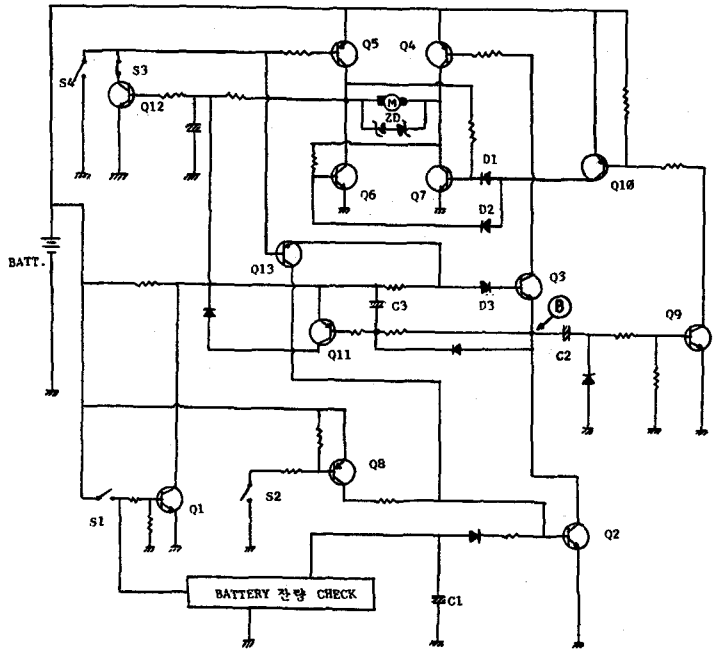 Q5
Q4
S4
S3
Q12
M
ZD
Q6
Q7
D1
D2
Q10
BATT.
Q13
Q3
C3
D3
B
Q9
Q11
C2
Q8
S2
S1
Q1
Q2
BATTERY 잔량 CHECK
C1